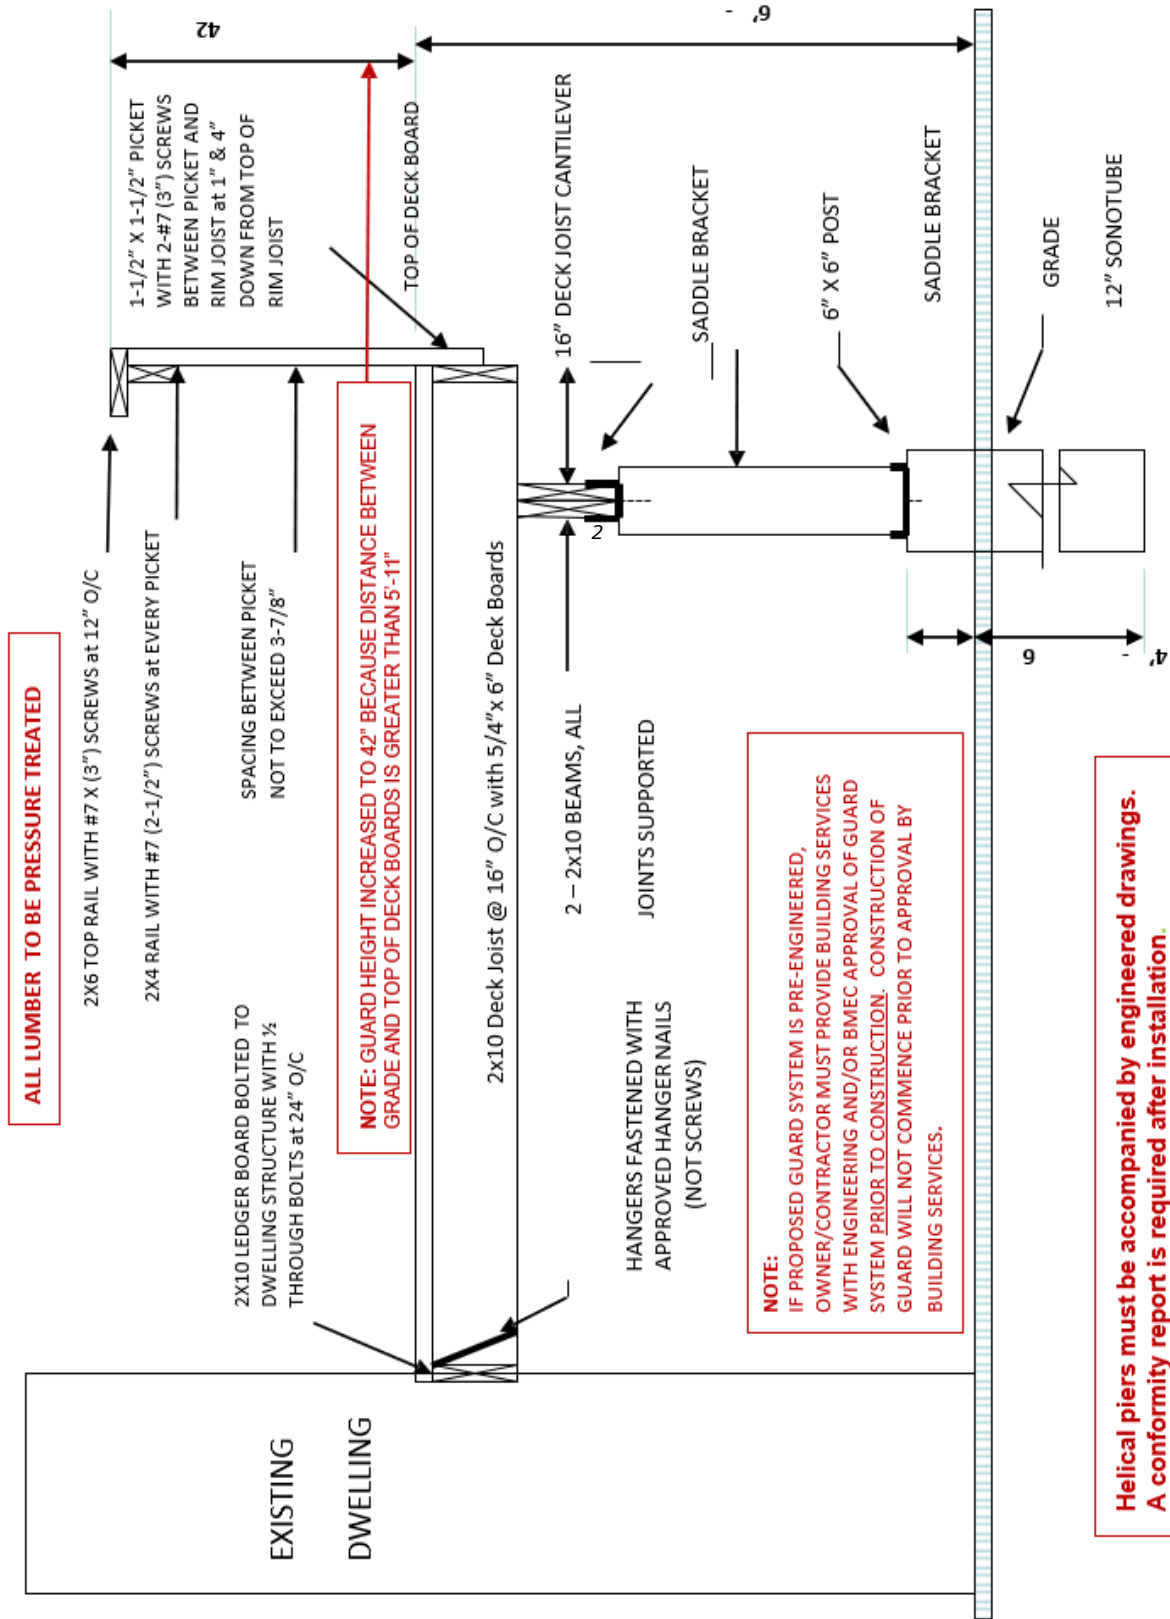 ALL LUMBER TO BE PRESSURE TREATED
2X6 TOP RAIL WITH #7 X (3”) SCREWS at 12” O/C
2X4 RAIL WITH #7 (2-1/2”) SCREWS at EVERY PICKET
SPACING BETWEEN PICKET
NOT TO EXCEED 3-7/8”
1-1/2” X 1-1/2” PICKET
WITH 2-#7 (3”) SCREWS
BETWEEN PICKET AND
RIM JOIST at 1” & 4”
DOWN FROM TOP OF
RIM JOIST
42
2X10 LEDGER BOARD BOLTED TO
DWELLING STRUCTURE WITH ½
THROUGH BOLTS at 24” O/C
EXISTING
DWELLING
NOTE: GUARD HEIGHT INCREASED TO 42" BECAUSE DISTANCE BETWEEN
GRADE AND TOP OF DECK BOARDS IS GREATER THAN 5'-11"
TOP OF DECK BOARD
6’ -
2x10 Deck Joist @ 16” O/C with 5/4”x 6” Deck Boards
16” DECK JOIST CANTILEVER
2 – 2x10 BEAMS, ALL
JOINTS SUPPORTED
2
HANGERS FASTENED WITH
APPROVED HANGER NAILS
(NOT SCREWS)
SADDLE BRACKET
6” X 6” POST
SADDLE BRACKET
NOTE:
IF PROPOSED GUARD SYSTEM IS PRE-ENGINEERED,
OWNER/CONTRACTOR MUST PROVIDE BUILDING SERVICES
WITH ENGINEERING AND/OR BMEC APPROVAL OF GUARD
SYSTEM PRIOR TO CONSTRUCTION. CONSTRUCTION OF
GUARD WILL NOT COMMENCE PRIOR TO APPROVAL BY
BUILDING SERVICES.
GRADE
12” SONOTUBE
6
4’ -
Helical piers must be accompanied by engineered drawings.
A conformity report is required after installation.